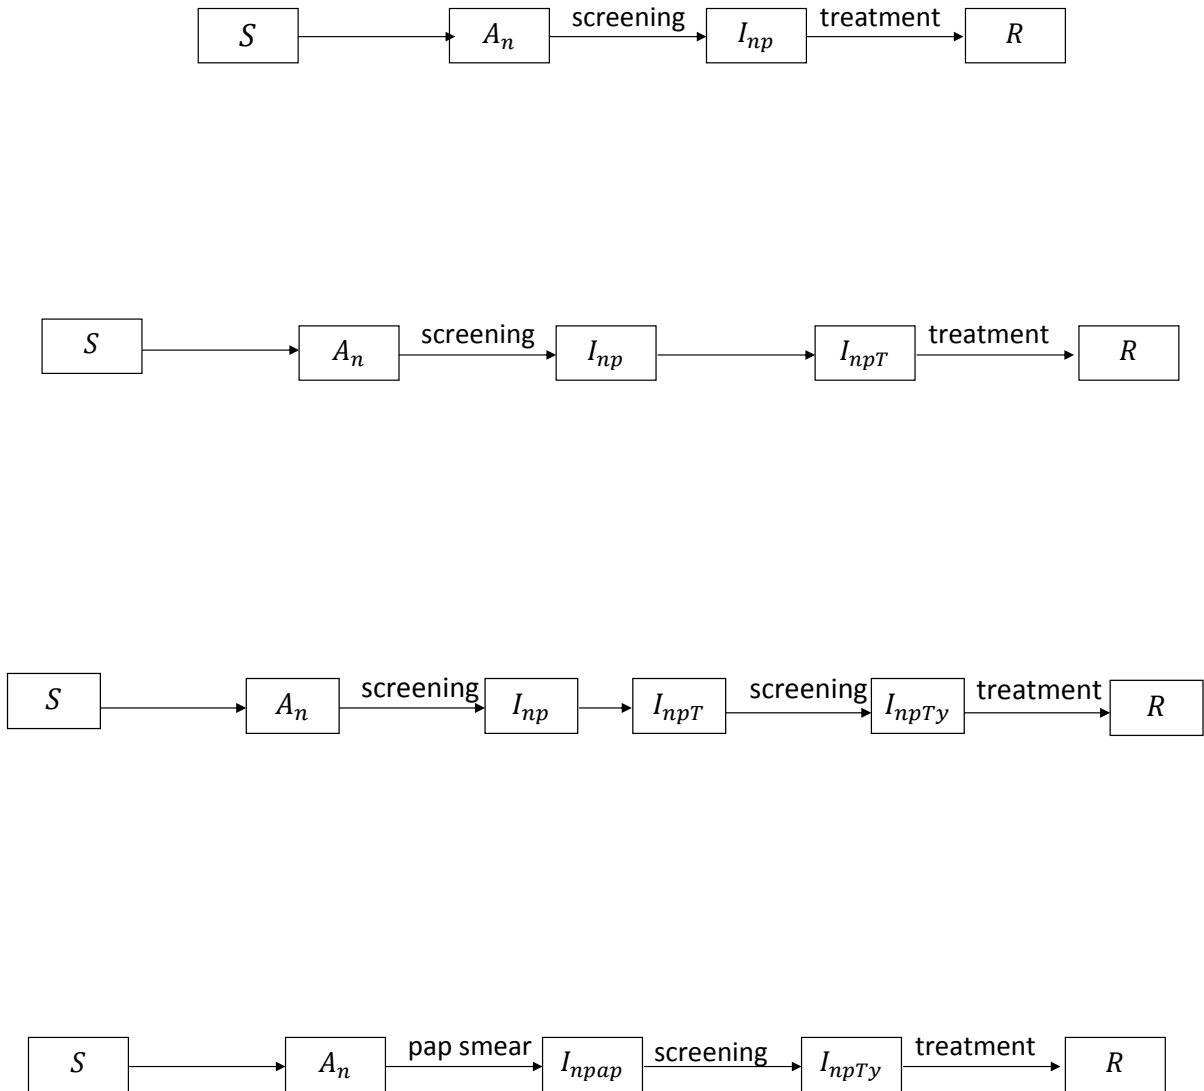 S A_n screening I_np treatment R
S A_n screening I_np I_npT treatment R
S A_n screening I_np I_npT screening I_npTy treatment R
S A_n pap smear I_npap screening I_npTy treatment R